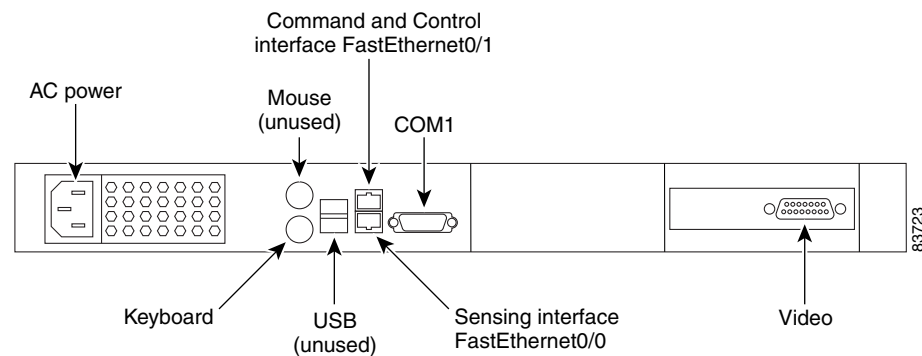 Command and Control
interface FastEthernet0/1
AC power
Mouse
(unused)
COM1
83723
Keyboard
USB
(unused)
Sensing interface
FastEthernet0/0
Video